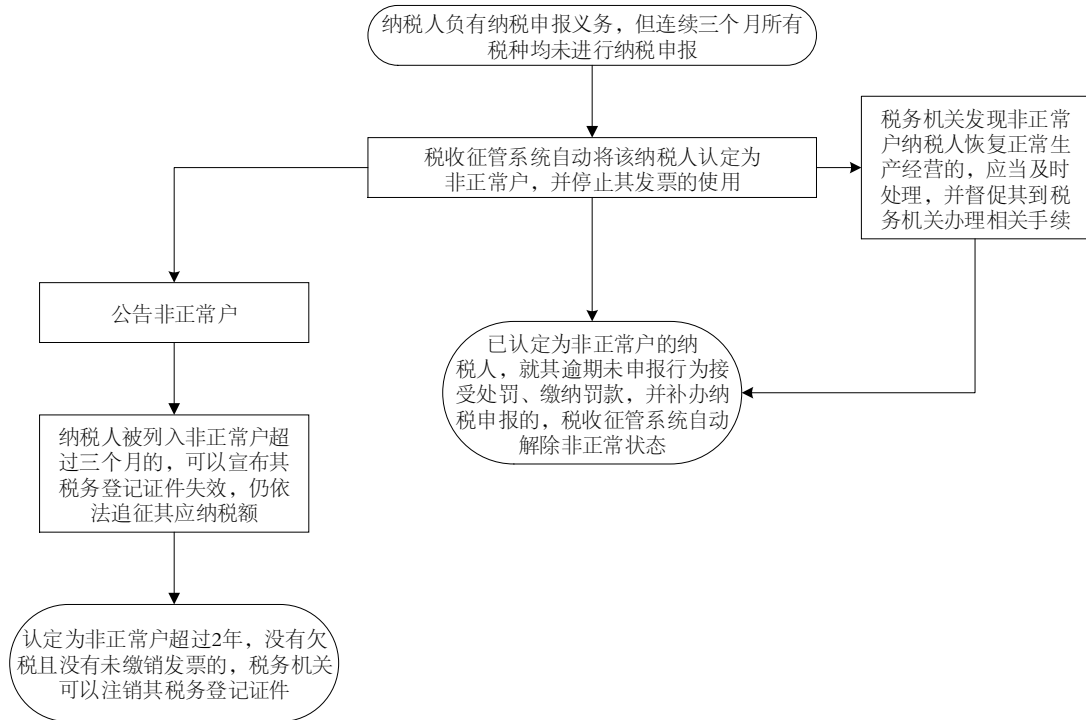 纳税人负有纳税申报义务，但连续三个月所有
税种均未进行纳税申报
税收征管系统自动将该纳税人认定为
非正常户，并停止其发票的使用
税务机关发现非正常
户纳税人恢复正常生
产经营的，应当及时
处理，并督促其到税
务机关办理相关手续
公告非正常户
已认定为非正常户的纳
税人，就其逾期未申报行为接
受处罚、缴纳罚款，并补办纳
税申报的，税收征管系统自动
解除非正常状态
纳税人被列入非正常户超
过三个月的，可以宣布其
税务登记证件失效，仍依
法追征其应纳税额
认定为非正常户超过2年，没有欠
税且没有未缴销发票的，税务机关
可以注销其税务登记证件